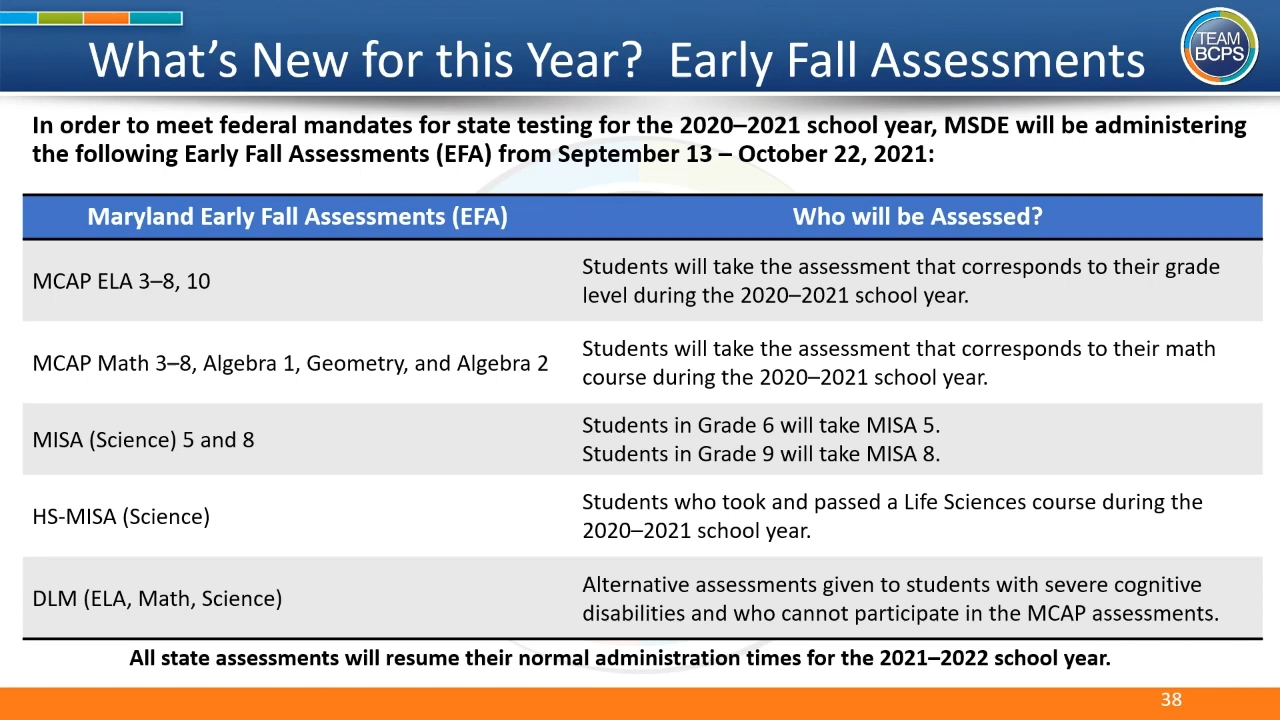 What's New for this Year?  Early Fall Assessments
TEAM
BCPS
In order to meet federal mandates for state testing for the 2020–2021 school year, MSDE will be administering
the following Early Fall Assessments (EFA) from September 13 – October 22, 2021:
Maryland Early Fall Assessments (EFA)
Who will be Assessed?
MCAP ELA 3–8, 10
Students will take the assessment that corresponds to their grade
level during the 2020–2021 school year.
MCAP Math 3–8, Algebra 1, Geometry, and Algebra 2
Students will take the assessment that corresponds to their math
course during the 2020–2021 school year.
MISA (Science) 5 and 8
Students in Grade 6 will take MISA 5.
Students in Grade 9 will take MISA 8.
HS-MISA (Science)
Students who took and passed a Life Sciences course during the
2020–2021 school year.
DLM (ELA, Math, Science)
Alternative assessments given to students with severe cognitive
disabilities and who cannot participate in the MCAP assessments.
All state assessments will resume their normal administration times for the 2021–2022 school year.
38